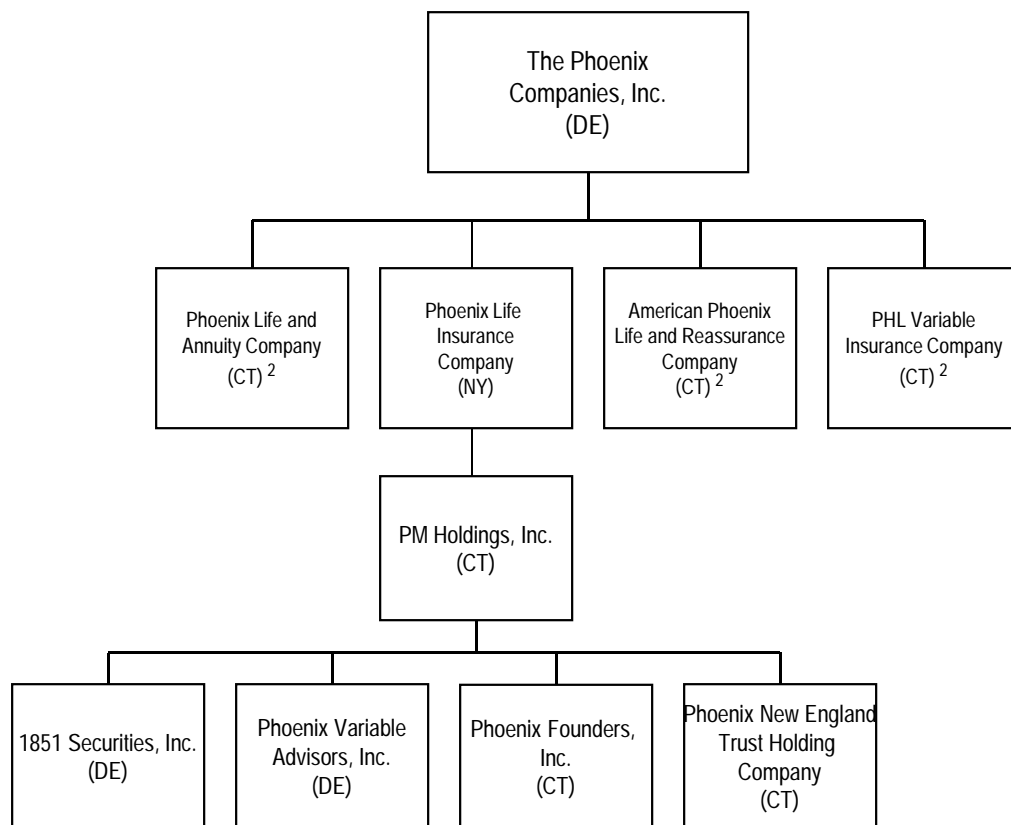 The Phoenix
Companies, Inc.
(DE)
Phoenix Life and
Annuity Company
(CT) 2
Phoenix Life
Insurance
Company
(NY)
American Phoenix
Life and Reassurance
Company
(CT) 2
PHL Variable
Insurance Company
(CT) 2
PM Holdings, Inc.
(CT)
1851 Securities, Inc.
(DE)
Phoenix Variable
Advisors, Inc.
(DE)
Phoenix Founders,
Inc.
(CT)
Phoenix New England
Trust Holding
Company
(CT)